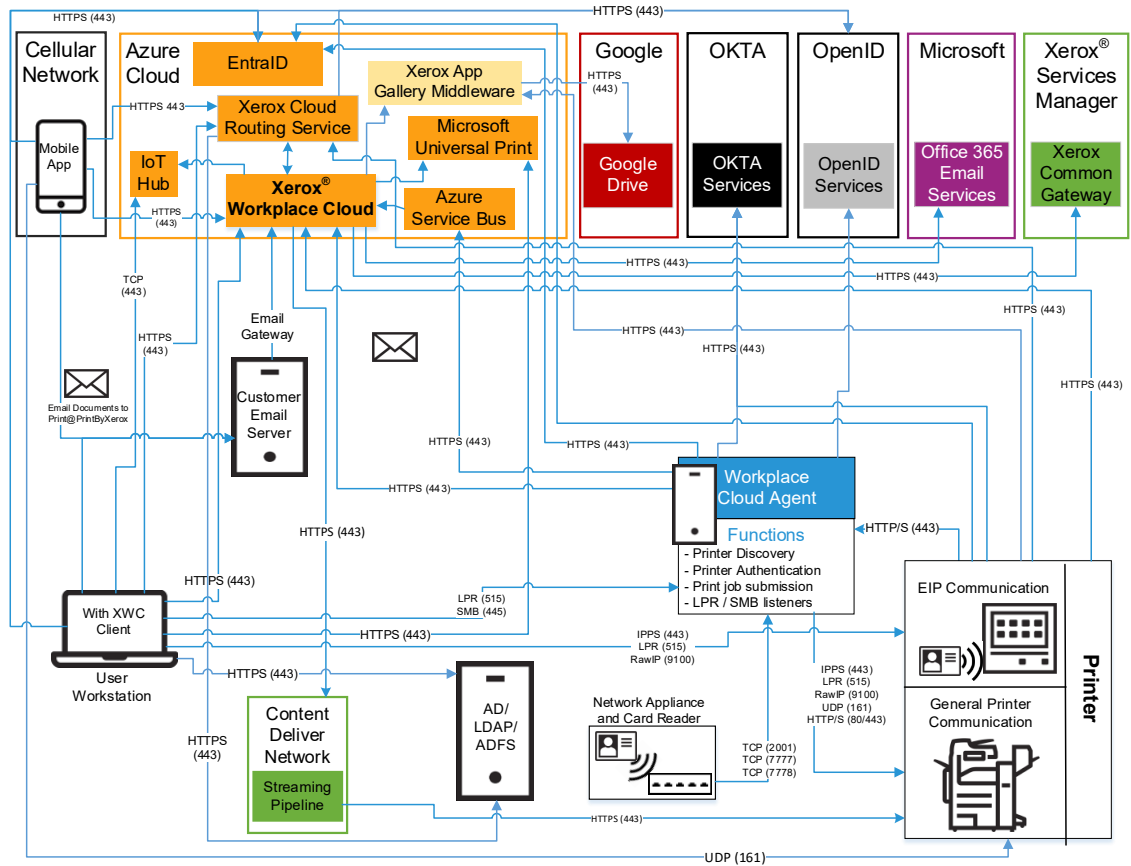 HTTPS (443)
HTTPS (443)
Cellular
Network
Mobile
App
Azure
Cloud
EntraID
Xerox App
Gallery Middleware
HTTPS
(443)
HTTPS 443
Xerox Cloud
Routing Service
Microsoft
Universal Print
IoT
Hub
Xerox®
Workplace Cloud
Azure
Service Bus
HTTPS
(443)
Google
Google
Drive
OKTA
OKTA
Services
OpenID
OpenID
Services
Microsoft
Office 365
Email
Services
Xerox®
Services
Manager
Xerox
Common
Gateway
HTTPS (443)
HTTPS (443)
TCP
(443)
HTTPS
(443)
Email
Gateway
HTTPS (443)
HTTPS (443)
HTTPS
(443)
HTTPS (443)
Email Documents to
Print@PrintByXerox
Customer
Email
Server
HTTPS (443)
HTTPS (443)
HTTPS (443)
HTTPS (443)
Workplace
Cloud Agent
Functions
- Printer Discovery
- Printer Authentication
- Print job submission
- LPR / SMB listeners
HTTP/S (443)
HTTPS (443)
LPR (515)
SMB (445)
With XWC
Client
User
Workstation
HTTPS (443)
IPPS (443)
LPR (515)
RawIP (9100)
EIP Communication
Printer
HTTPS (443)
AD/
LDAP/
ADFS
Network Appliance
and Card Reader
IPPS (443)
LPR (515)
RawIP (9100)
UDP (161)
HTTP/S (80/443)
General Printer
Communication
Content
Deliver
Network
Streaming
Pipeline
HTTPS
(443)
TCP (2001)
TCP (7777)
TCP (7778)
HTTPS (443)
UDP (161)